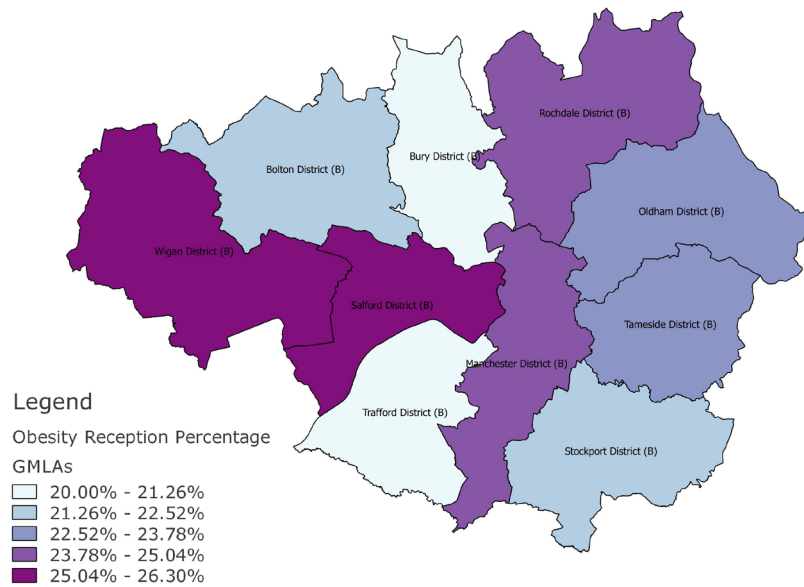 Rochdale District (B)
Bury District (B)
Bolton District (B)
Oldham District (B)
Wigan District (B)
Salford District (B)
Tameside District (B)
Manchester District (B)
Trafford District (B)
Stockport District (B)
Legend
Obesity Reception Percentage
GMLAs
20.00% - 21.26%
21.26% - 22.52%
22.52% - 23.78%
23.78% - 25.04%
25.04% - 26.30%